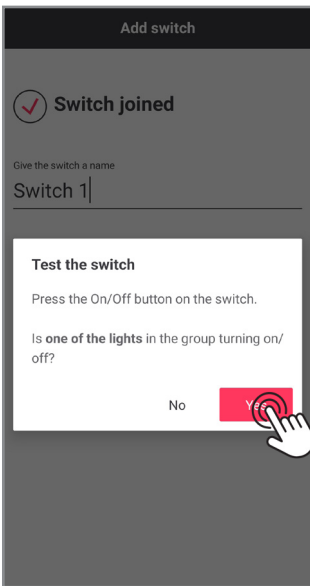 Add switch
Switch joined
Give the switch a name
Switch 1
Test the switch
Press the On/Off button on the switch.
Is one of the lights in the group turning on/
off?
No
Yes